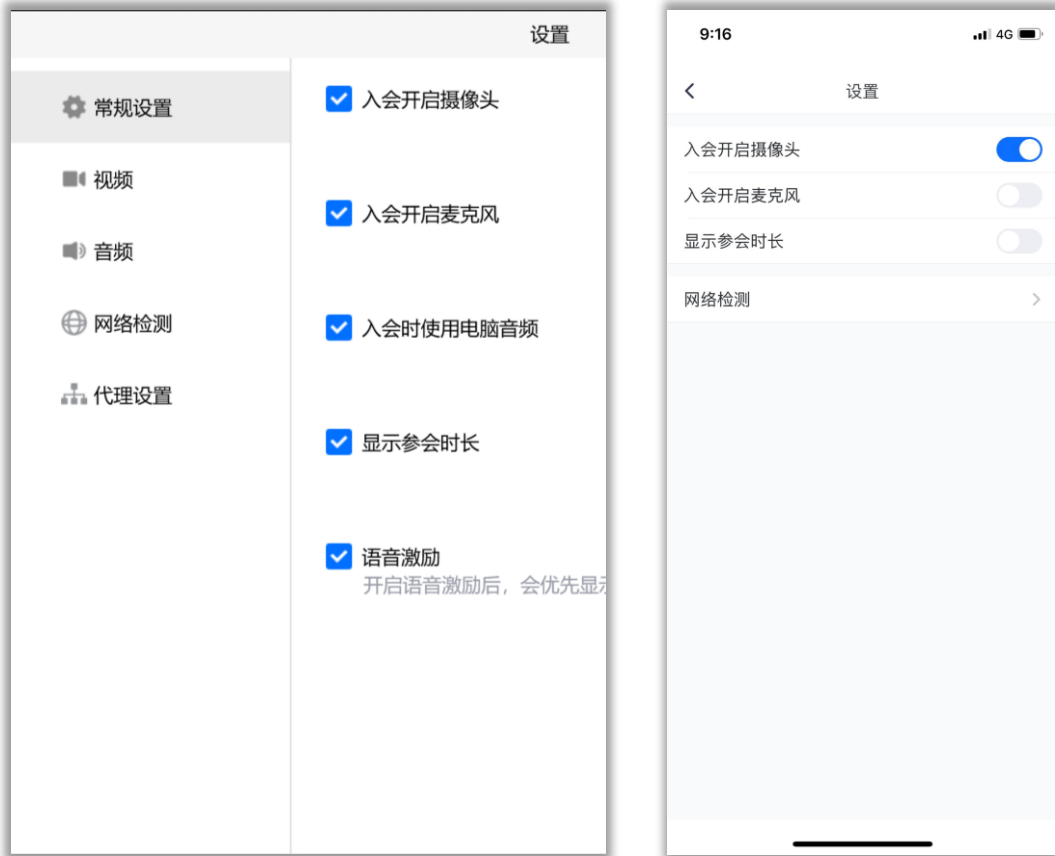 设置
常规设置
视频
音频
网络检测
代理设置
入会开启摄像头
入会开启麦克风
入会时使用电脑音频
显示参会时长
语音激励
开启语音激励后，会优先显
9:16
4G
设置
入会开启摄像头
入会开启麦克风
显示参会时长
网络检测